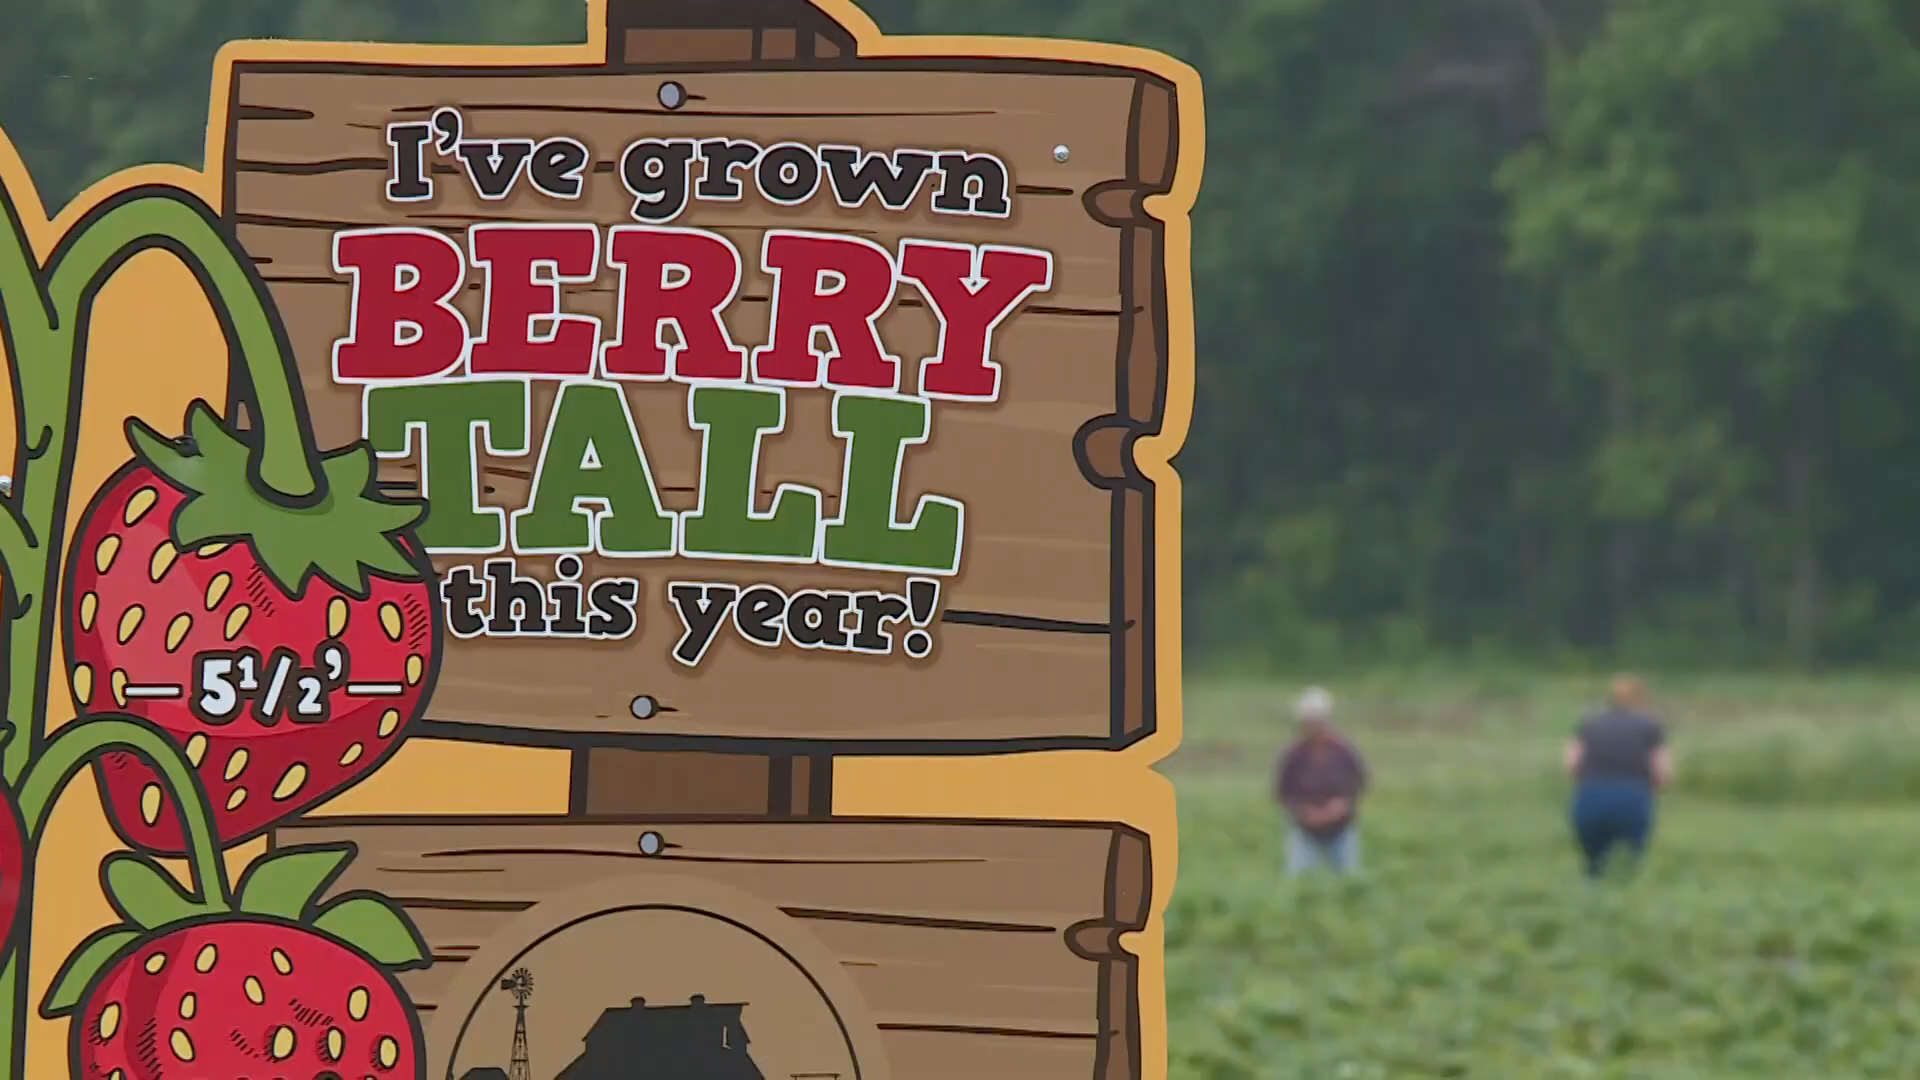 I've grown
BERRY
TALL
this year!
— 5½' —